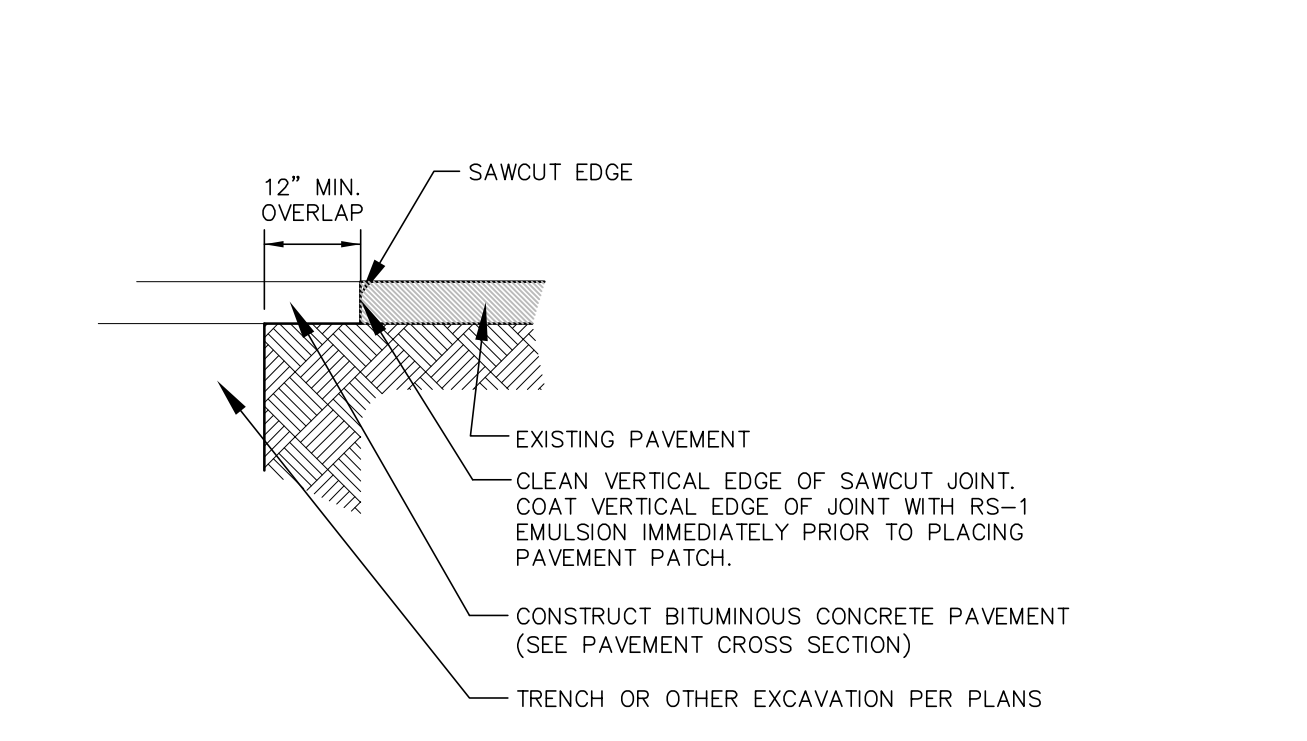 SAWCUT EDGE
12” MIN.
OVERLAP
EXISTING PAVEMENT
CLEAN VERTICAL EDGE OF SAWCUT JOINT.
COAT VERTICAL EDGE OF JOINT WITH RS-1
EMULSION IMMEDIATELY PRIOR TO PLACING
PAVEMENT PATCH.
CONSTRUCT BITUMINOUS CONCRETE PAVEMENT
(SEE PAVEMENT CROSS SECTION)
TRENCH OR OTHER EXCAVATION PER PLANS